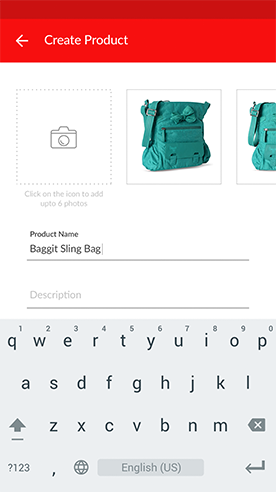 Create Product
Click on the icon to add
upto 6 photos
Product Name
Baggit Sling Bag
Description
1 2 3 4 5 6 7 8 9 0
q w e r t y u i o p
a s d f g h j k l
z x c v b n m
?123 , English (US)